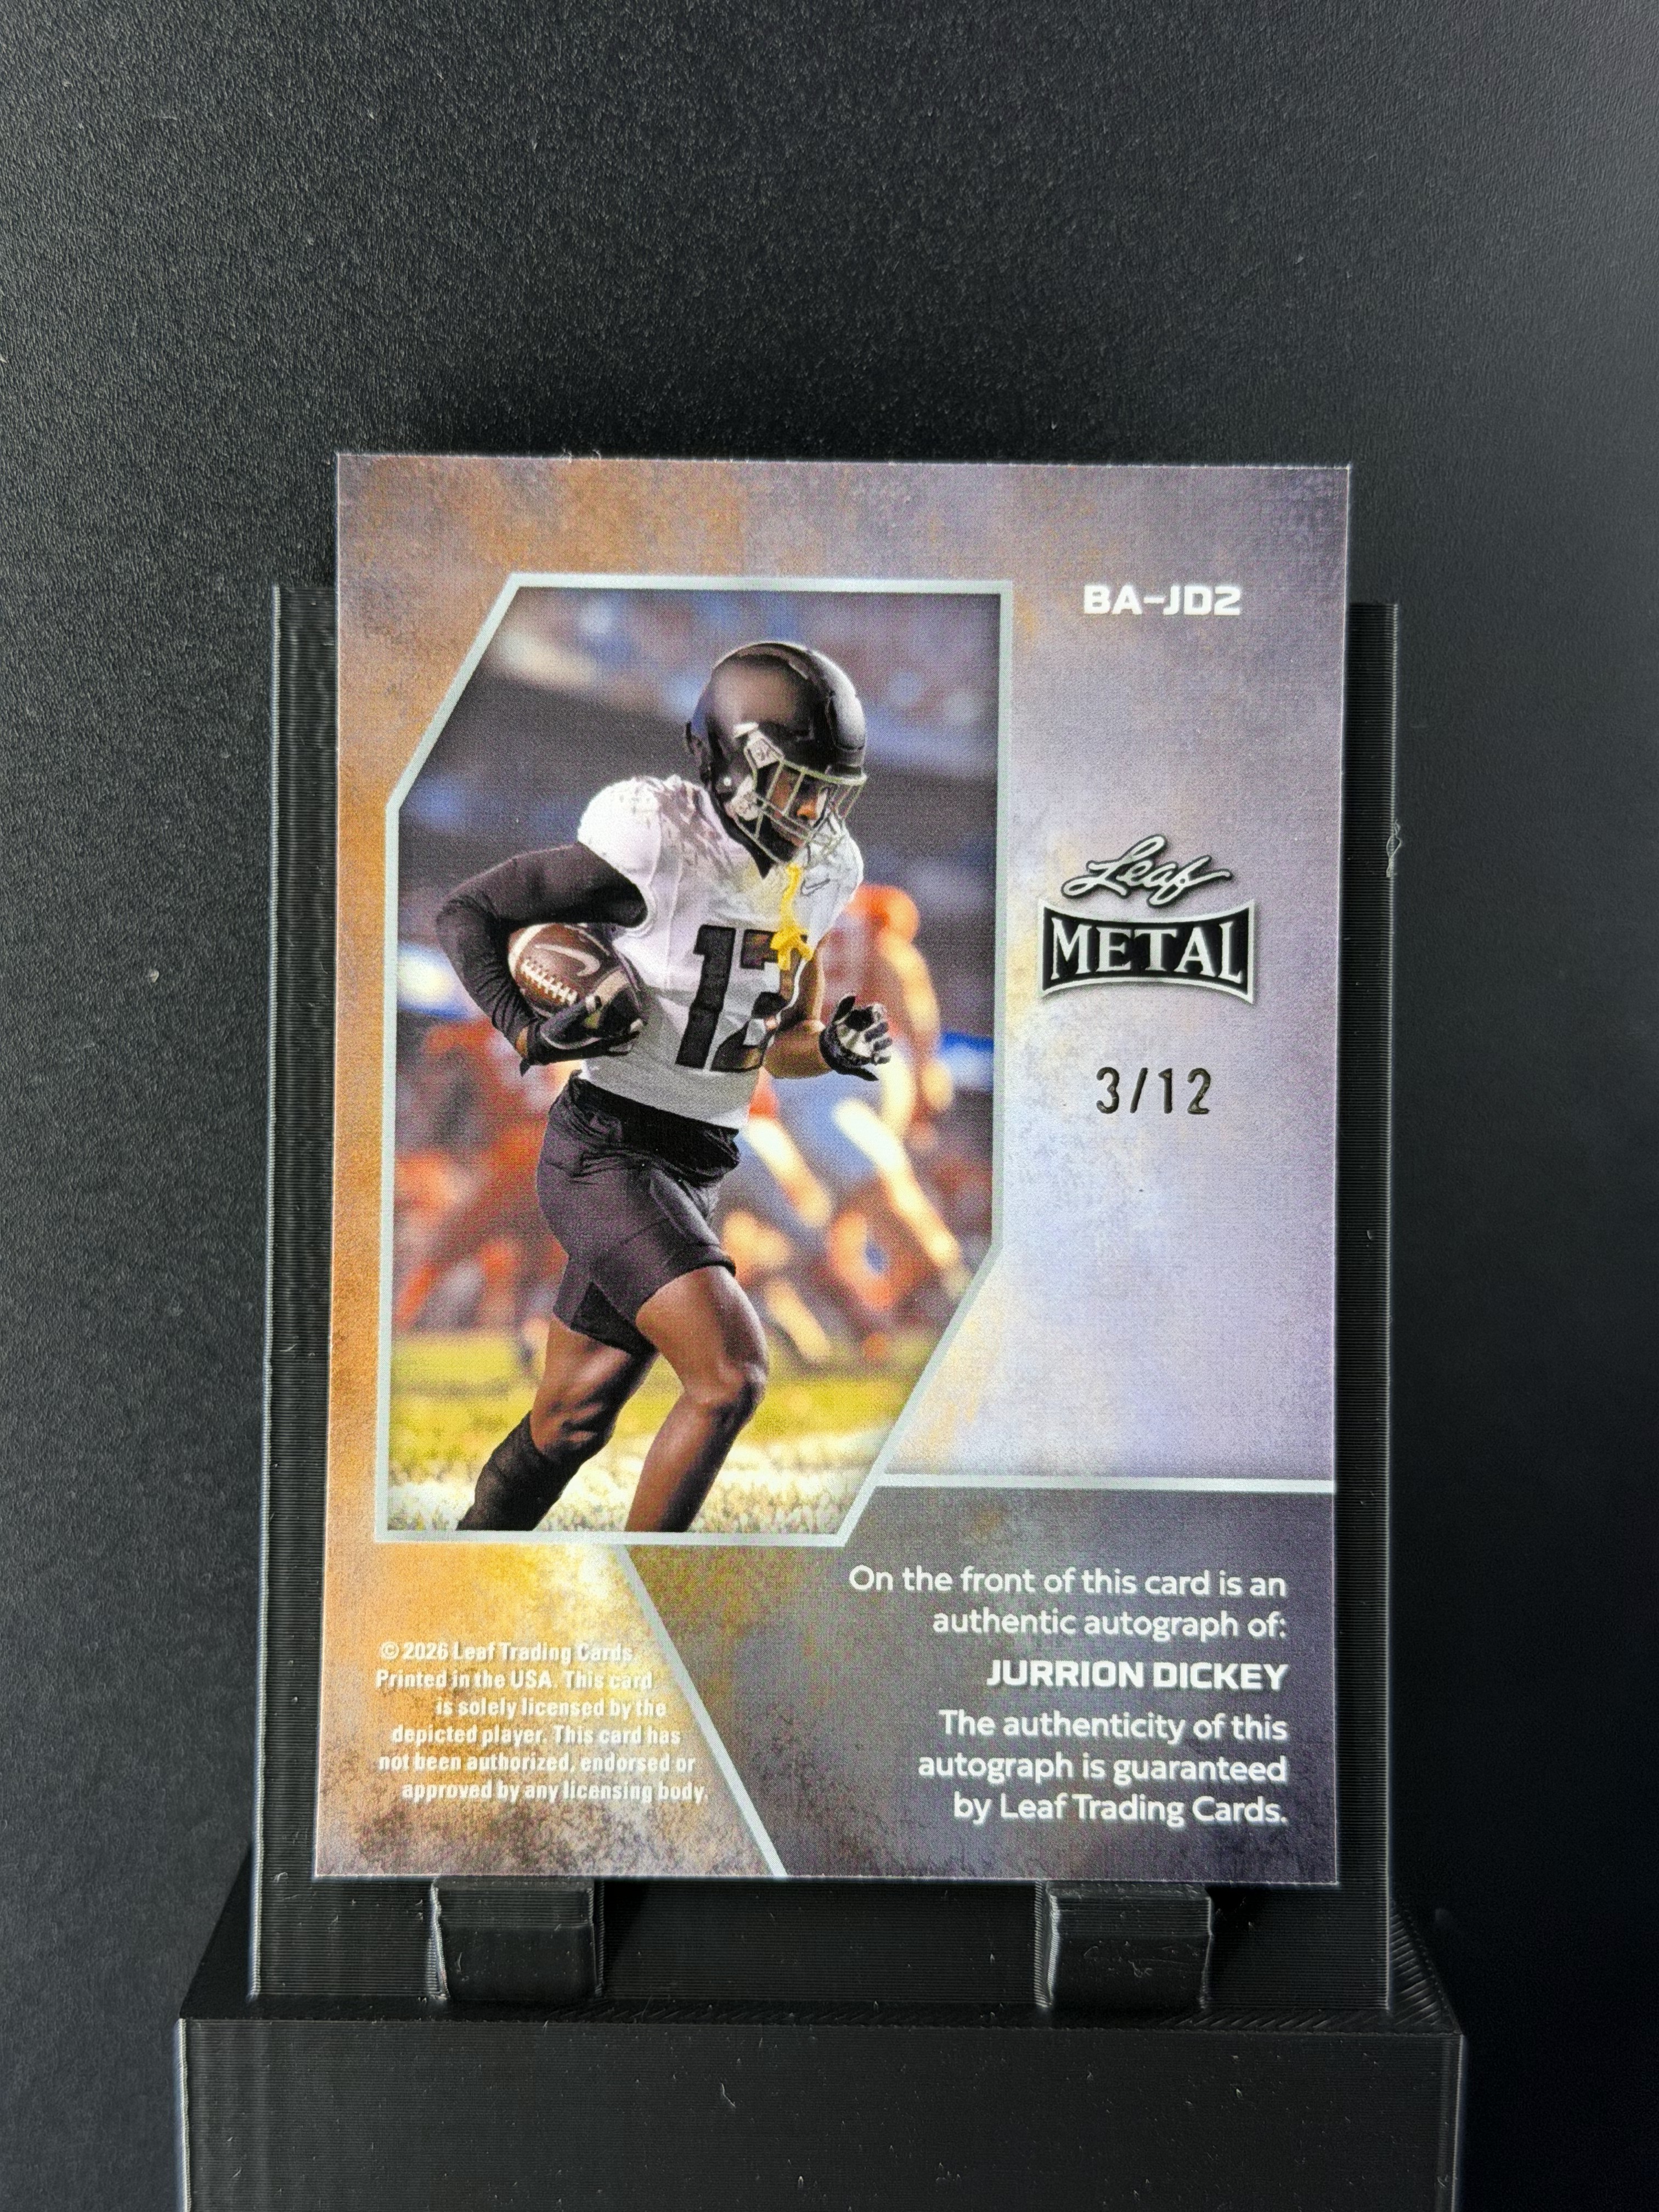 BA-JD2
Leaf
METAL
3/12
12
On the front of this card is an
authentic autograph of:
JURRION DICKEY
The authenticity of this
autograph is guaranteed
by Leaf Trading Cards.
© 2026 Leaf Trading Cards
Printed in the USA. This card
is solely licensed by the
depicted player. This card has
not been authorized, endorsed or
approved by any licensing body.